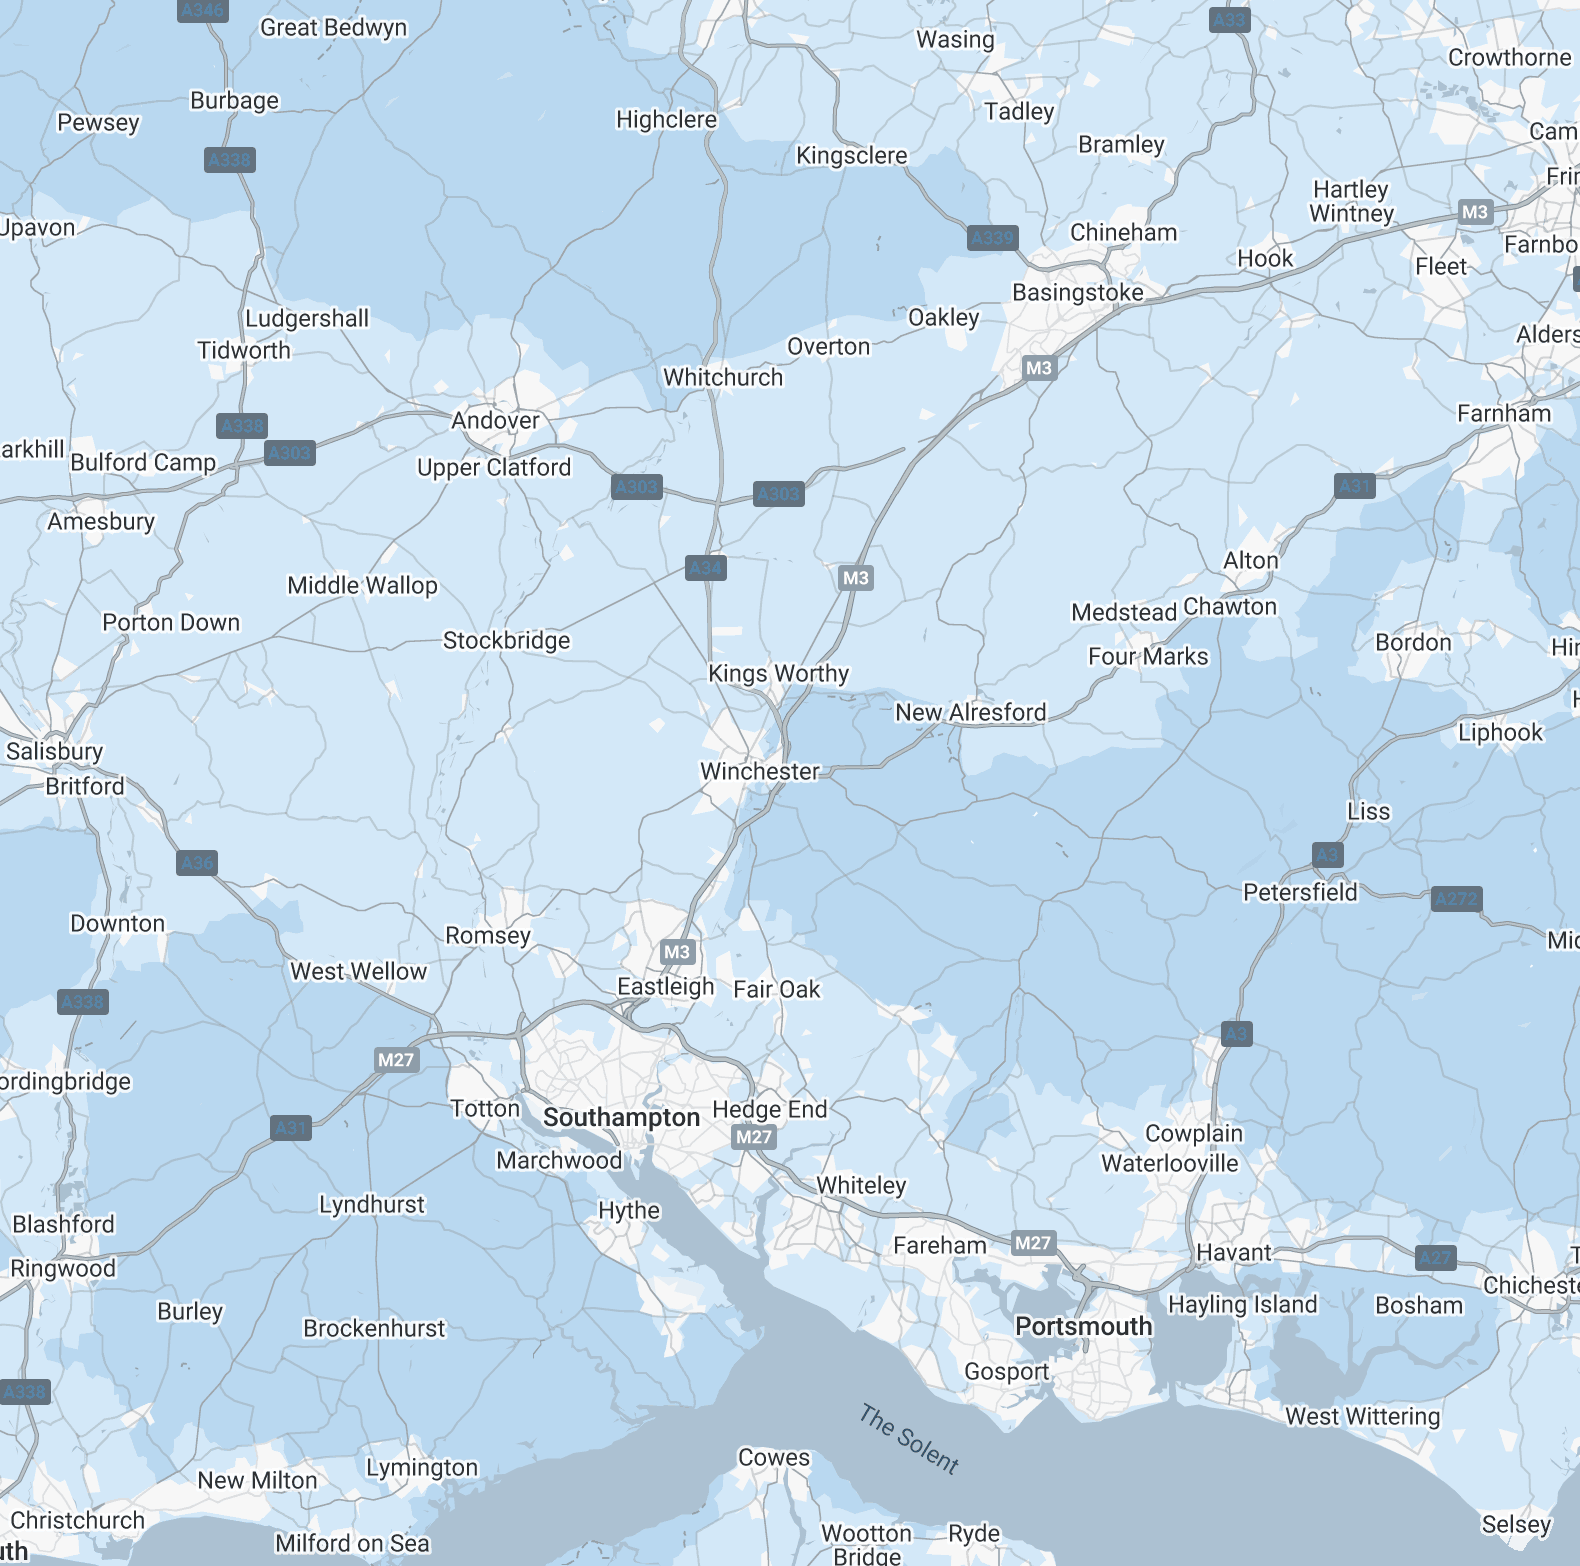 A346
Great Bedwyn
A33
Wasing
Crowthorne
Burbage
Pewsey
Highclere
Tadley
Cam
Bramley
Kingsclere
A338
Frir
Hartley
Wintney
M3
Upavon
A339
Chineham
Farnbo
Hook
Fleet
Basingstoke
Ludgershall
Oakley
Tidworth
Overton
Alders
M3
Whitchurch
Andover
Farnham
A338
arkhill
Bulford Camp
A303
Upper Clatford
A303
A303
A31
Amesbury
Alton
A34
M3
Middle Wallop
Medstead
Chawton
Porton Down
Stockbridge
Bordon
Hir
Four Marks
Kings Worthy
New Alresford
Liphook
H
Salisbury
Britford
Winchester
Liss
A36
A3
Petersfield
A272
Downton
Romsey
Mid
M3
West Wellow
Eastleigh
Fair Oak
A338
M27
A3
ordingbridge
Totton
Southampton
Hedge End
A31
M27
Cowplain
Marchwood
Waterlooville
Whiteley
Lyndhurst
Hythe
Blashford
Fareham
M27
Havant
A27
Ringwood
T
Chicheste
Burley
Hayling Island
Bosham
Brockenhurst
Portsmouth
Gosport
A338
The Solent
West Wittering
Cowes
New Milton
Lymington
Christchurch
Selsey
Milford on Sea
Wootton
Bridge
Ryde
uth